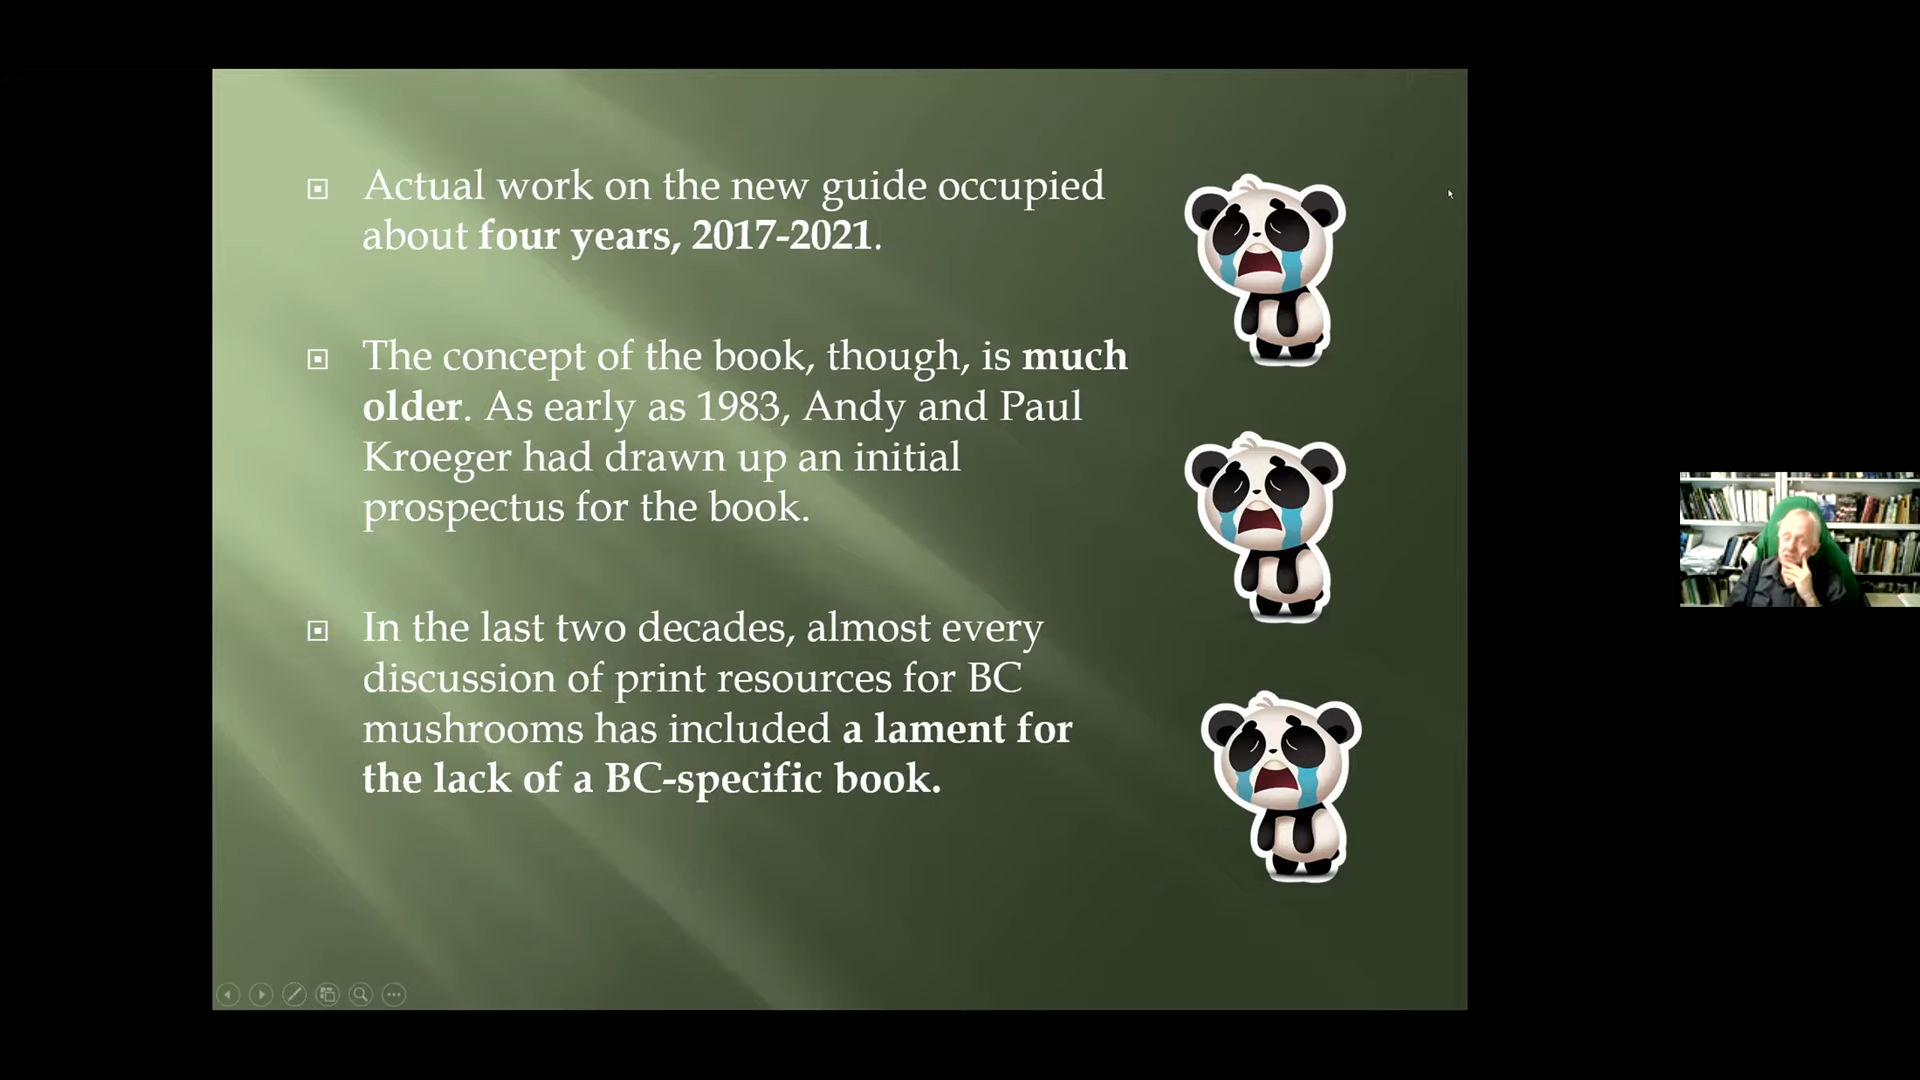 Actual work on the new guide occupied
about four years, 2017-2021.
The concept of the book, though, is much
older. As early as 1983, Andy and Paul
Kroeger had drawn up an initial
prospectus for the book.
In the last two decades, almost every
discussion of print resources for BC
mushrooms has included a lament for
the lack of a BC-specific book.